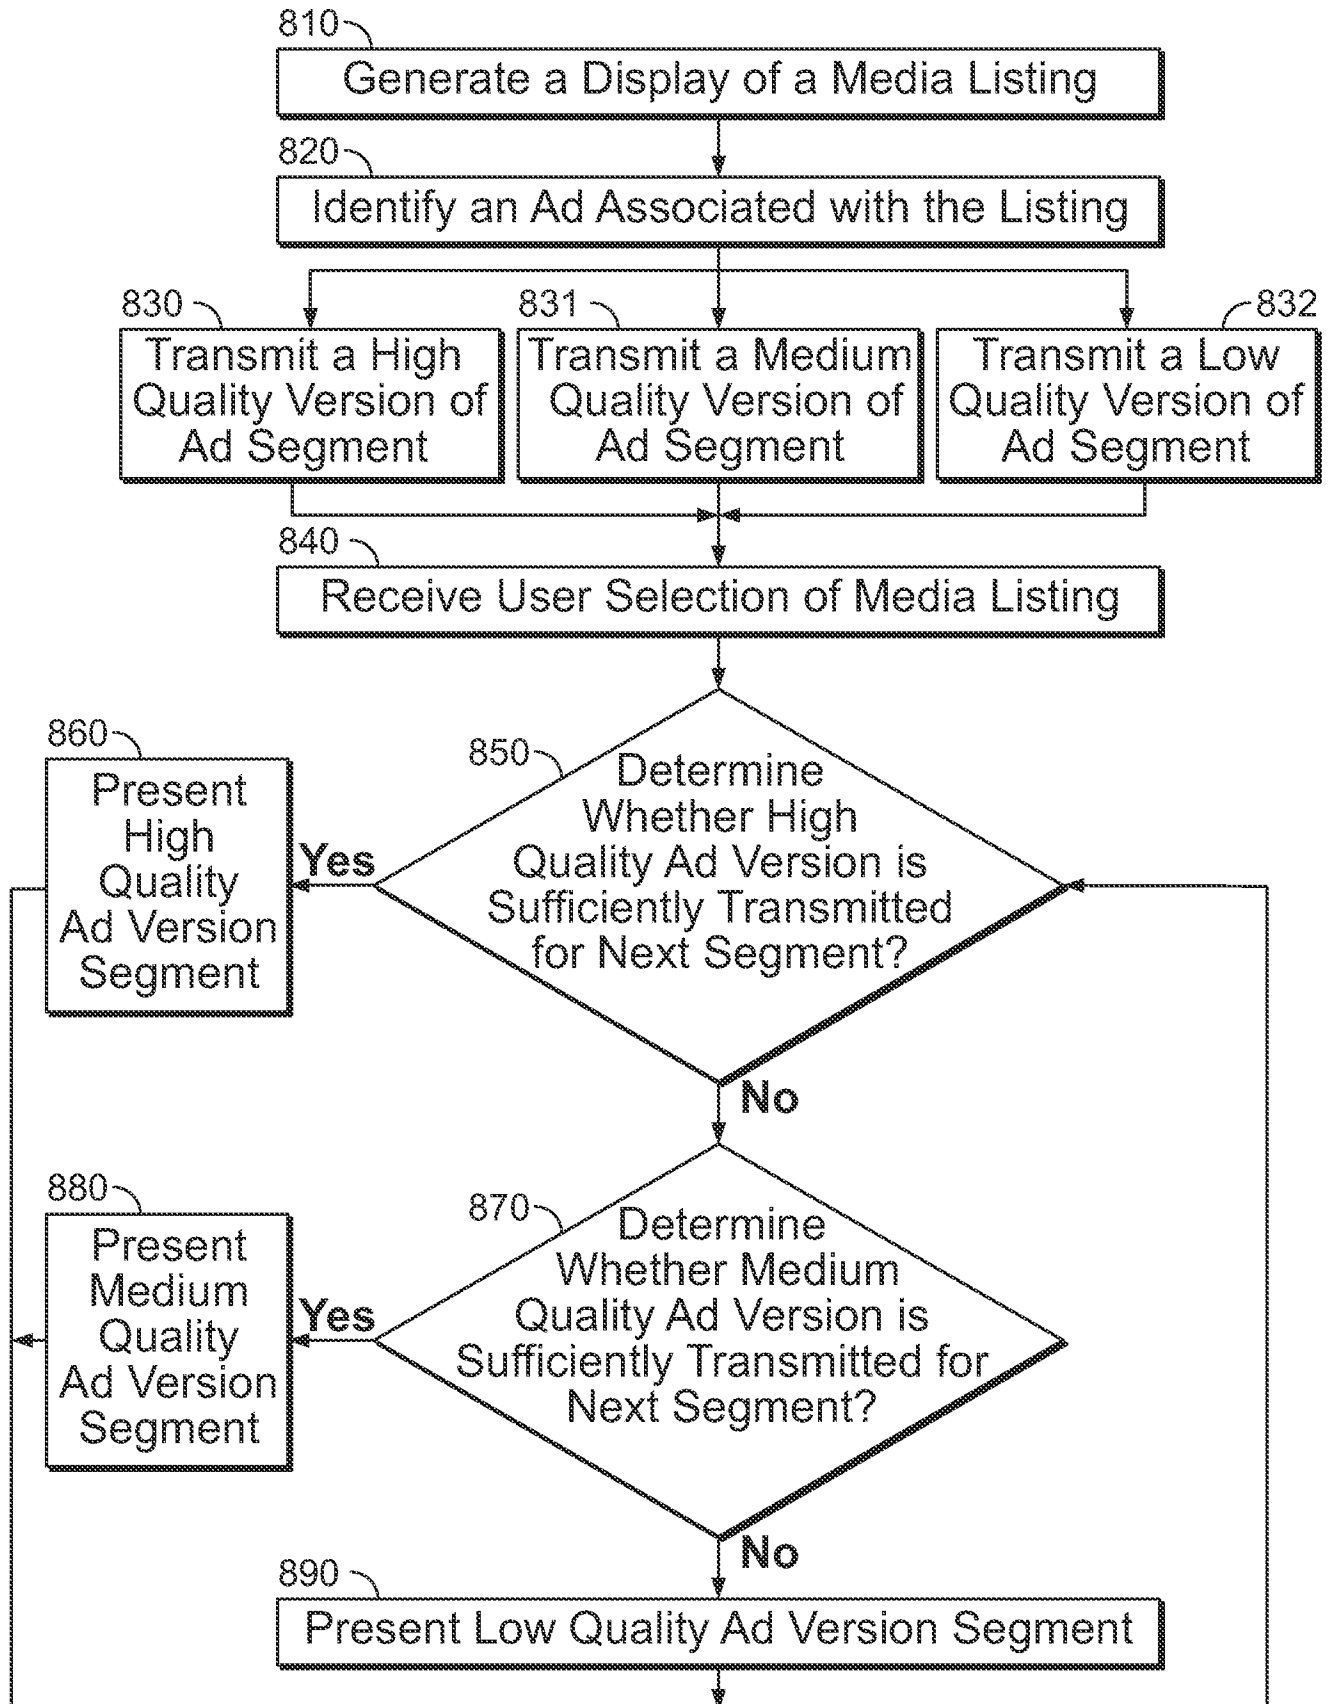 810
Generate a Display of a Media Listing
820
Identify an Ad Associated with the Listing
830
Transmit a High
Quality Version of
Ad Segment
831
Transmit a Medium
Quality Version of
Ad Segment
832
Transmit a Low
Quality Version of
Ad Segment
840
Receive User Selection of Media Listing
850
Determine
Whether High
Quality Ad Version is
Sufficiently Transmitted
for Next Segment?
Yes
860
Present
High
Quality
Ad Version
Segment
No
870
Determine
Whether Medium
Quality Ad Version is
Sufficiently Transmitted for
Next Segment?
Yes
880
Present
Medium
Quality
Ad Version
Segment
No
890
Present Low Quality Ad Version Segment